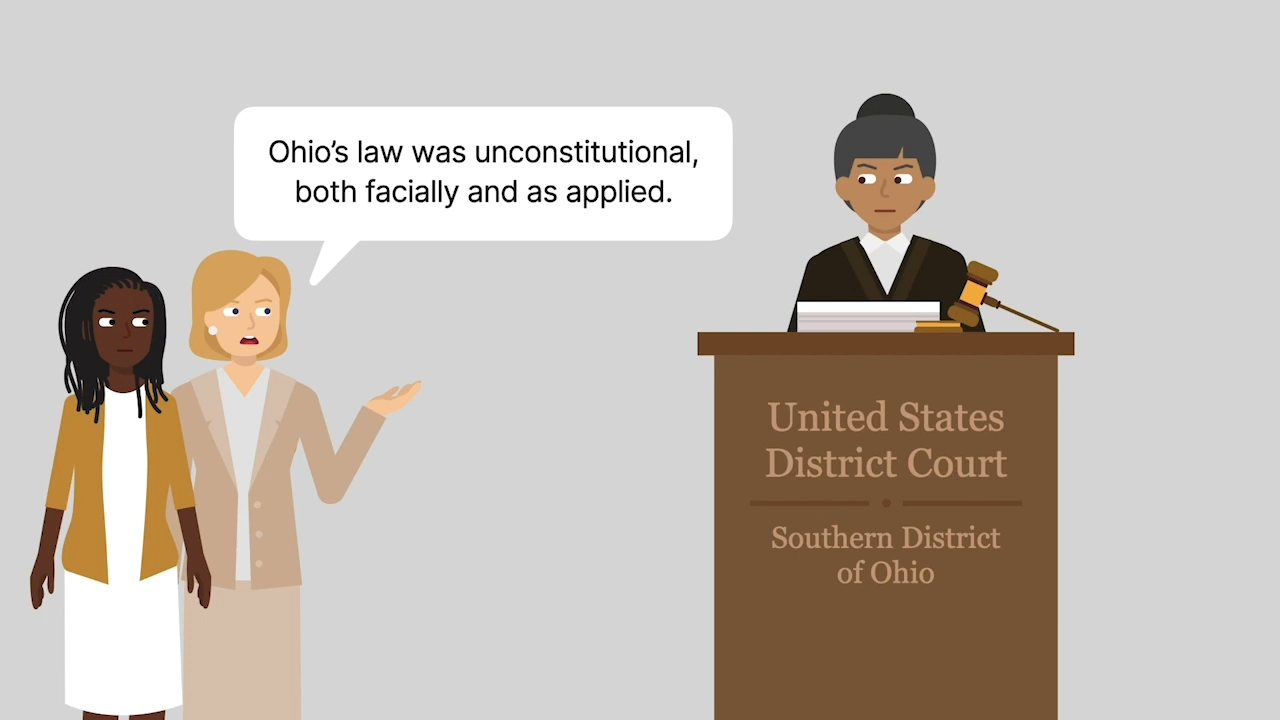 Ohio’s law was unconstitutional,
both facially and as applied.
United States
District Court
Southern District
of Ohio